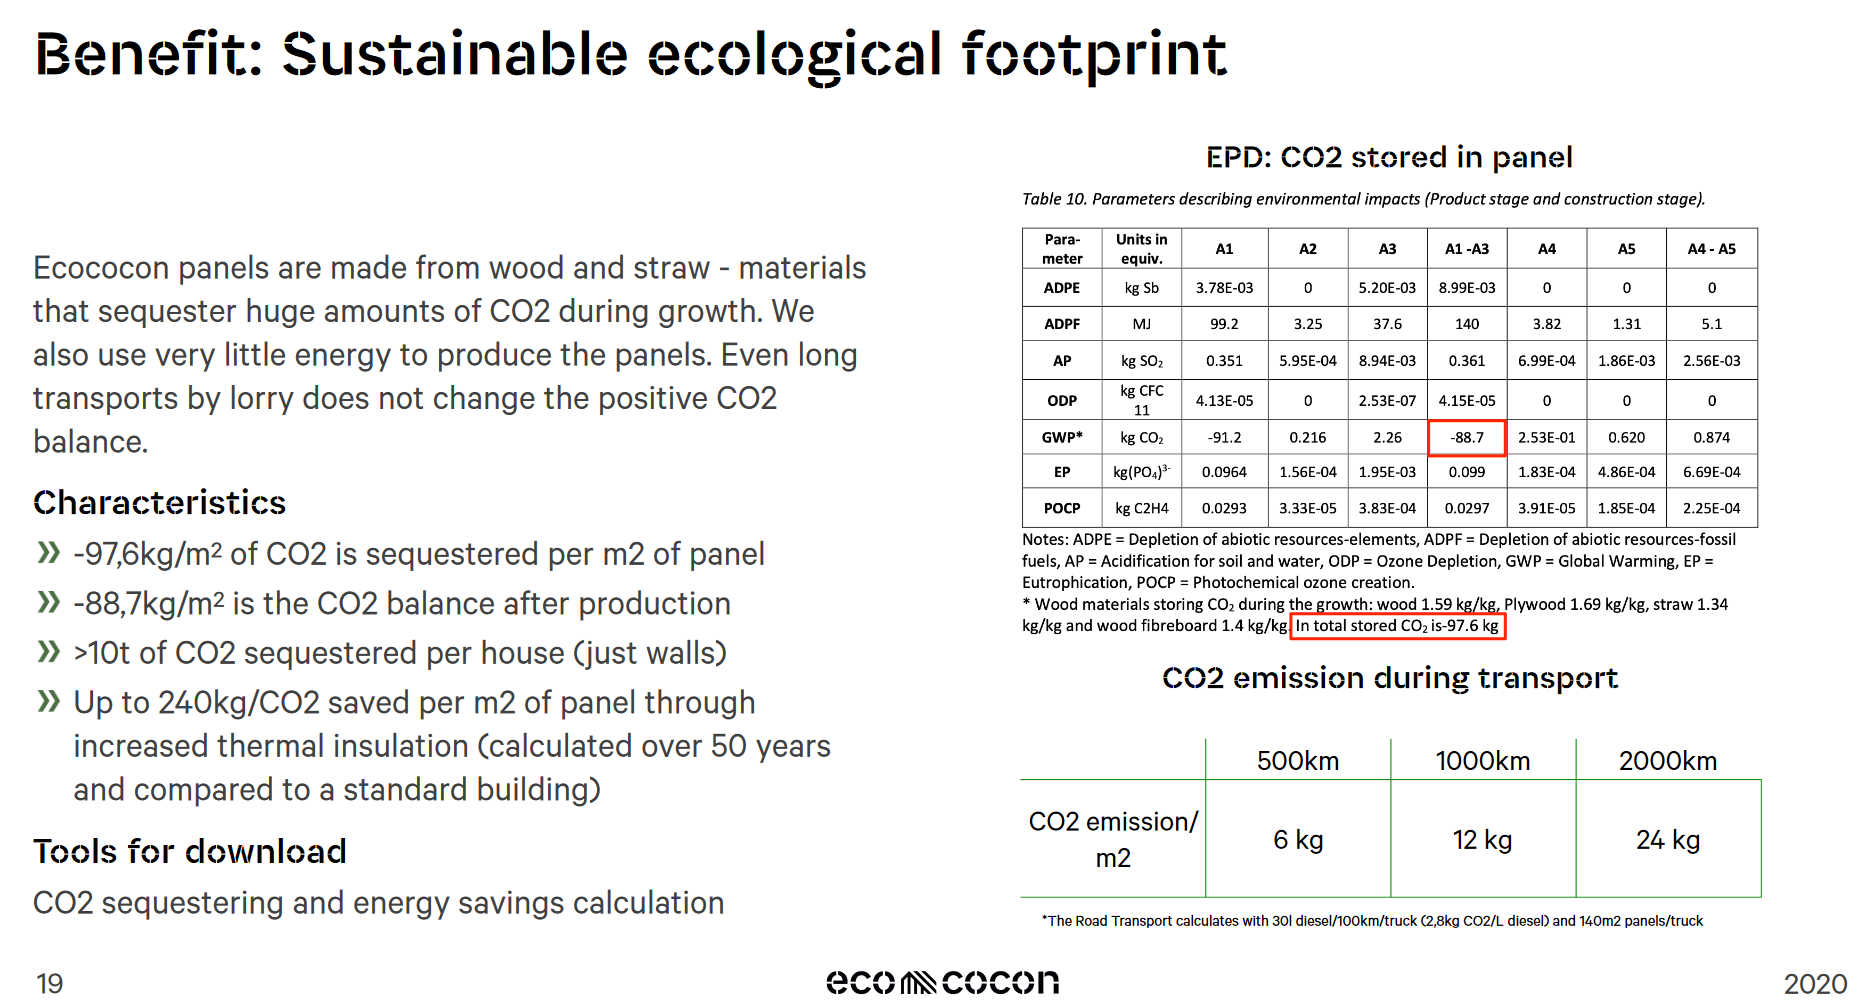 Benefit: Sustainable ecological footprint
Ecococon panels are made from wood and straw - materials
that sequester huge amounts of CO2 during growth. We
also use very little energy to produce the panels. Even long
transports by lorry does not change the positive CO2
balance.
Characteristics
-97,6kg/m² of CO2 is sequestered per m2 of panel
-88,7kg/m² is the CO2 balance after production
>10t of CO2 sequestered per house (just walls)
Up to 240kg/CO2 saved per m2 of panel through
increased thermal insulation (calculated over 50 years
and compared to a standard building)
Tools for download
CO2 sequestering and energy savings calculation
EPD: CO2 stored in panel
Table 10. Parameters describing environmental impacts (Product stage and construction stage).
Para-meter Units in equiv. A1 A2 A3 A1 -A3 A4 A5 A4 - A5
ADPE kg Sb 3.78E-03 0 5.20E-03 8.99E-03 0 0 0
ADPF MJ 99.2 3.25 37.6 140 3.82 1.31 5.1
AP kg SO₂ 0.351 5.95E-04 8.94E-03 0.361 6.99E-04 1.86E-03 2.56E-03
ODP kg CFC 11 4.13E-05 0 2.53E-07 4.15E-05 0 0 0
GWP* kg CO₂ -91.2 0.216 2.26 -88.7 2.53E-01 0.620 0.874
EP kg(PO₄)³⁻ 0.0964 1.56E-04 1.95E-03 0.099 1.83E-04 4.86E-04 6.69E-04
POCP kg C2H4 0.0293 3.33E-05 3.83E-04 0.0297 3.91E-05 1.85E-04 2.25E-04
Notes: ADPE = Depletion of abiotic resources-elements, ADPF = Depletion of abiotic resources-fossil
fuels, AP = Acidification for soil and water, ODP = Ozone Depletion, GWP = Global Warming, EP =
Eutrophication, POCP = Photochemical ozone creation.
* Wood materials storing CO₂ during the growth: wood 1.59 kg/kg, Plywood 1.69 kg/kg, straw 1.34
kg/kg and wood fibreboard 1.4 kg/kg. In total stored CO₂ is-97.6 kg
CO2 emission during transport
500km 1000km 2000km
CO2 emission/
m2
6 kg 12 kg 24 kg
*The Road Transport calculates with 30l diesel/100km/truck (2,8kg CO2/L diesel) and 140m2 panels/truck
19
eco cocon
2020